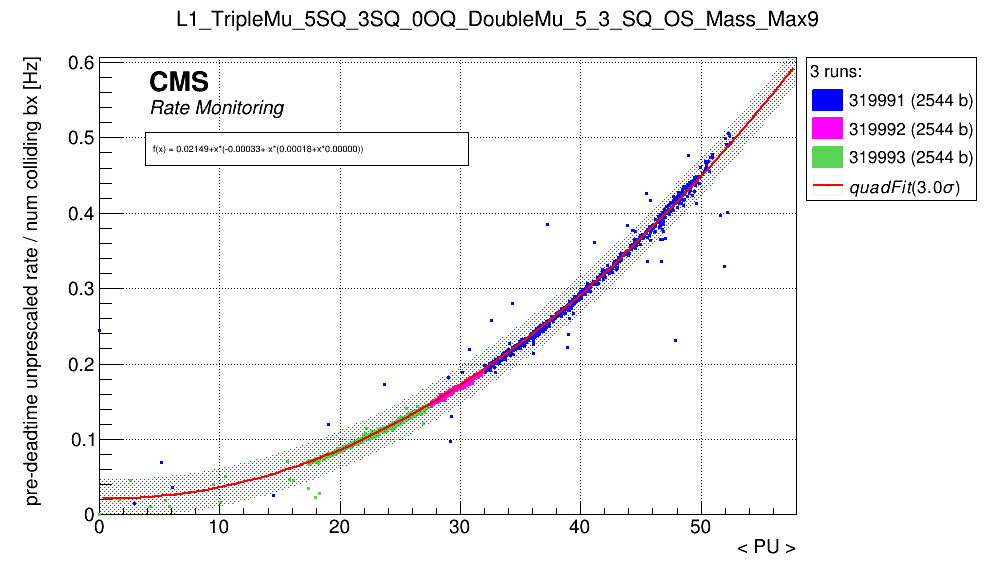 L1_TripleMu_5SQ_3SQ_0OQ_DoubleMu_5_3_SQ_OS_Mass_Max9
pre-deadtime unprescaled rate / num colliding bx [Hz]
0.6
0.5
0.4
0.3
0.2
0.1
0
CMS
Rate Monitoring
f(x) = 0.02149+x*(-0.00033+ x*(0.00018+x*0.00000))
3 runs:
319991 (2544 b)
319992 (2544 b)
319993 (2544 b)
quadFit(3.0σ)
0 10 20 30 40 50
< PU >